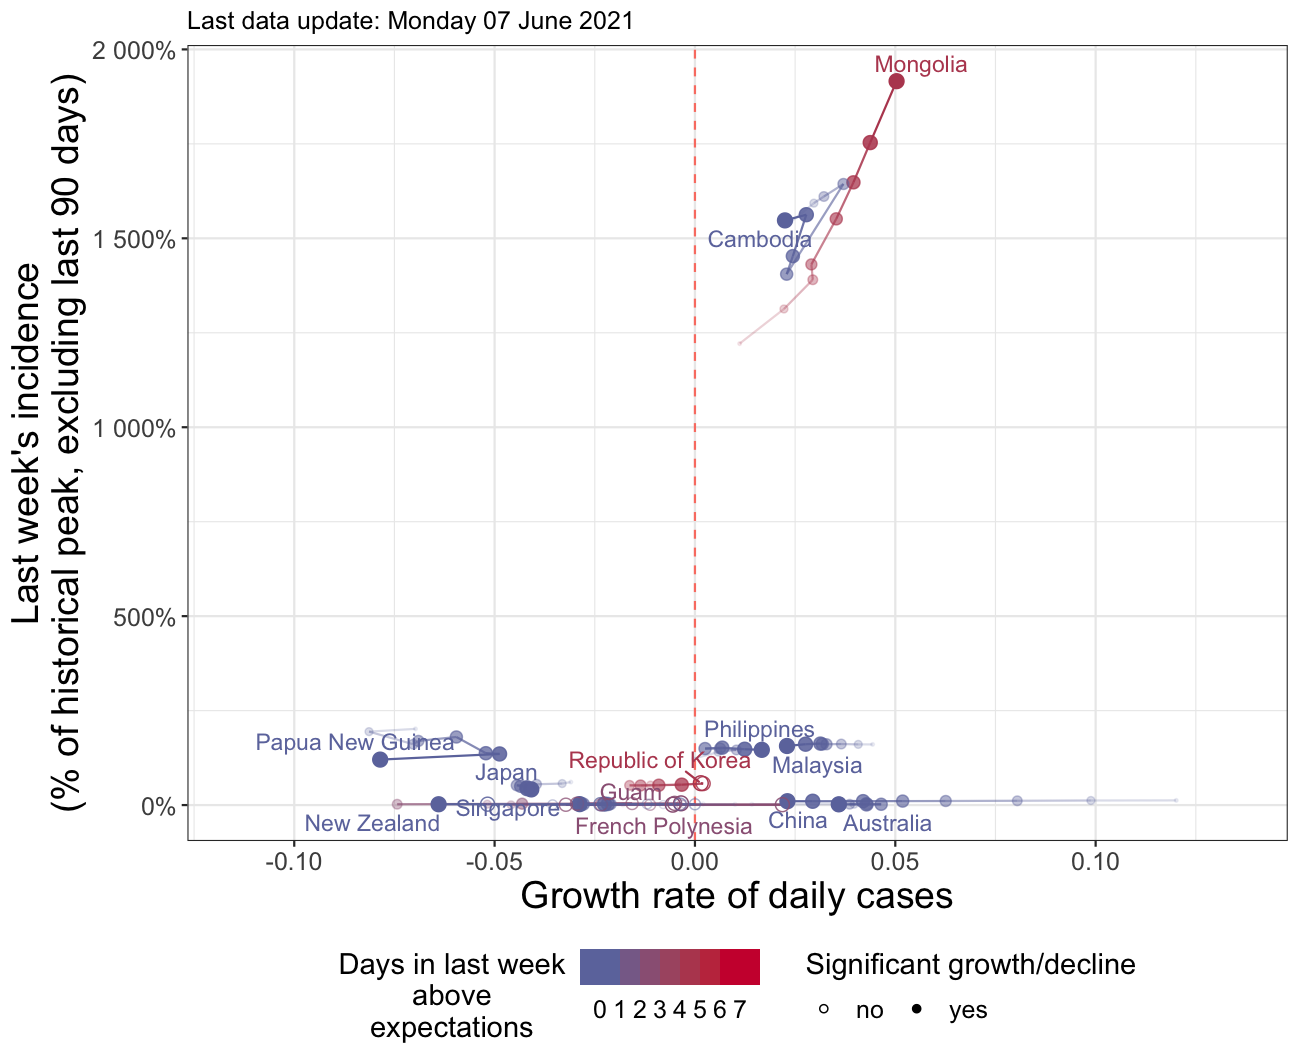 Last data update: Monday 07 June 2021
Last week's incidence
(% of historical peak, excluding last 90 days)
2 000%
1 500%
1 000%
500%
0%
Mongolia
Cambodia
Philippines
Papua New Guinea
Republic of Korea
Malaysia
Japan
Guam
Singapore
New Zealand
French Polynesia
China
Australia
-0.10
-0.05
0.00
0.05
0.10
Growth rate of daily cases
Days in last week
above
expectations
0 1 2 3 4 5 6 7
Significant growth/decline
no
yes